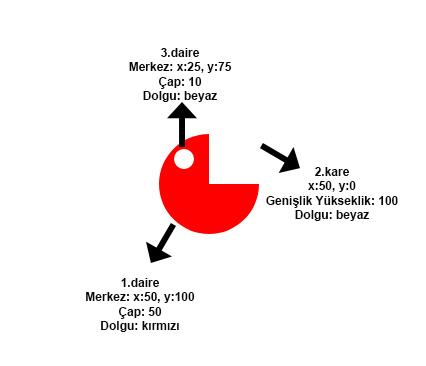 3.daire
Merkez: x:25, y:75
Çap: 10
Dolgu: beyaz
2.kare
x:50, y:0
Genişlik Yükseklik: 100
Dolgu: beyaz
1.daire
Merkez: x:50, y:100
Çap: 50
Dolgu: kırmızı